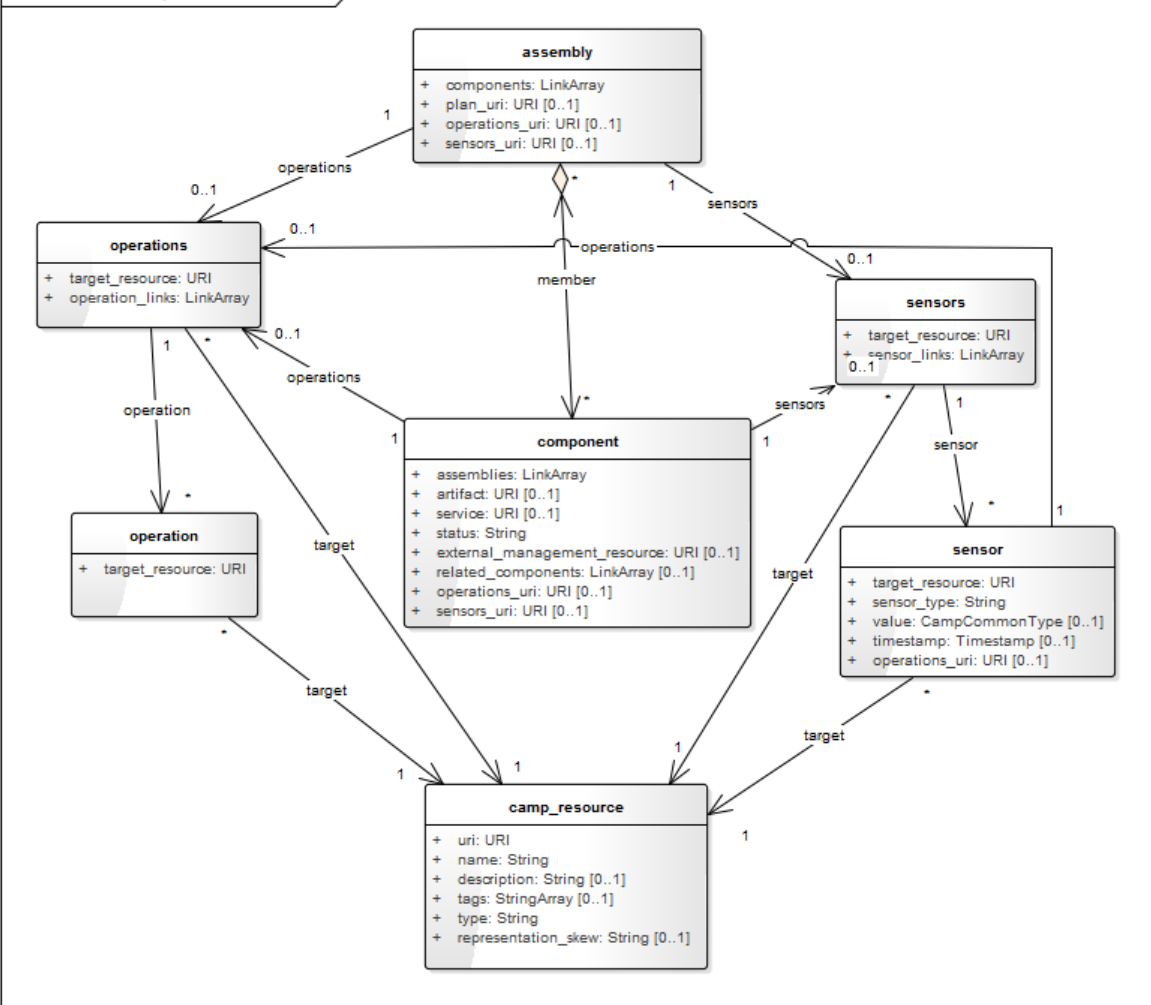 assembly
+ components: LinkArray
+ plan_uri: URI [0..1]
+ operations_uri: URI [0..1]
+ sensors_uri: URI [0..1]
1
operations
0..1
*
1
sensors
0..1
operations
+ target_resource: URI
+ operation_links: LinkArray
0..1
operations
member
sensors
+ target_resource: URI
+ sensor_links: LinkArray
0..1
1
*
0..1
operations
1
*
sensors
1
*
1
component
+ assemblies: LinkArray
+ artifact: URI [0..1]
+ service: URI [0..1]
+ status: String
+ external_management_resource: URI [0..1]
+ related_components: LinkArray [0..1]
+ operations_uri: URI [0..1]
+ sensors_uri: URI [0..1]
operation
*
sensor
*
1
operation
+ target_resource: URI
target
target
sensor
+ target_resource: URI
+ sensor_type: String
+ value: CampCommonType [0..1]
+ timestamp: Timestamp [0..1]
+ operations_uri: URI [0..1]
*
target
1
*
target
1
1
1
camp_resource
+ uri: URI
+ name: String
+ description: String [0..1]
+ tags: StringArray [0..1]
+ type: String
+ representation_skew: String [0..1]